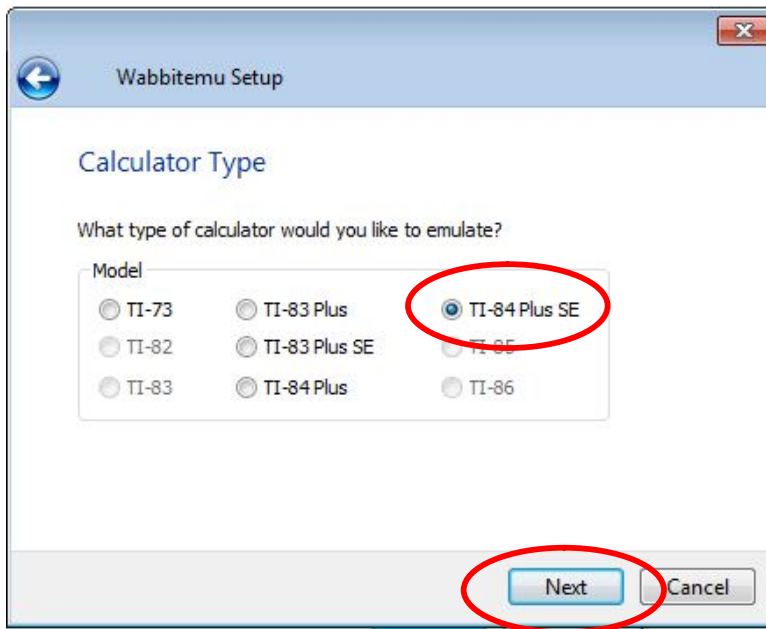 Wabbitemu Setup
Calculator Type
What type of calculator would you like to emulate?
Model
TI-73 TI-83 Plus TI-84 Plus SE
TI-82 TI-83 Plus SE TI-85
TI-83 TI-84 Plus TI-86
Next Cancel